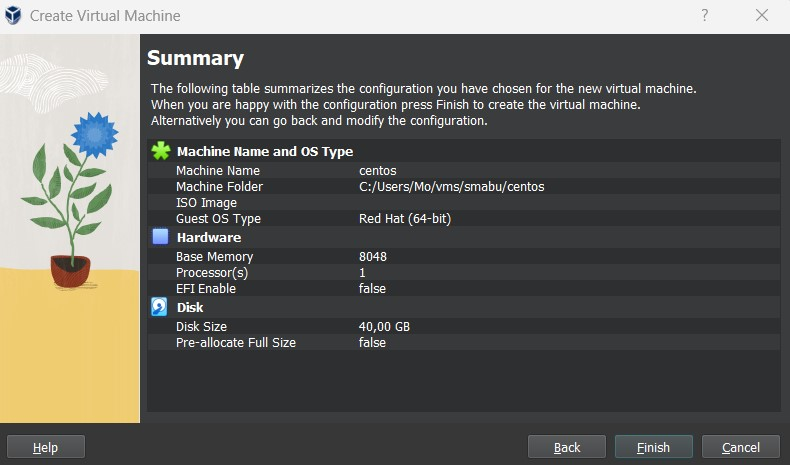 Create Virtual Machine
?
Summary
The following table summarizes the configuration you have chosen for the new virtual machine.
When you are happy with the configuration press Finish to create the virtual machine.
Alternatively you can go back and modify the configuration.
Machine Name and OS Type
Machine Name centos
Machine Folder C:/Users/Mo/vms/smabu/centos
ISO Image
Guest OS Type Red Hat (64-bit)
Hardware
Base Memory 8048
Processor(s) 1
EFI Enable false
Disk
Disk Size 40,00 GB
Pre-allocate Full Size false
Help Back Finish Cancel